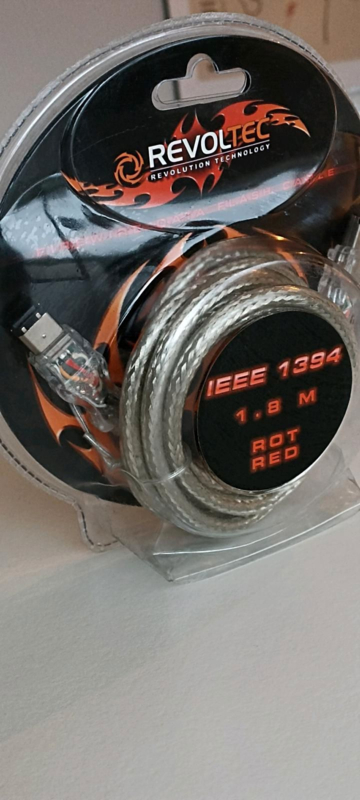 REVOLTEC
REVOLUTION TECHNOLOGY
IEEE 1394
1.8 M
ROT
RED